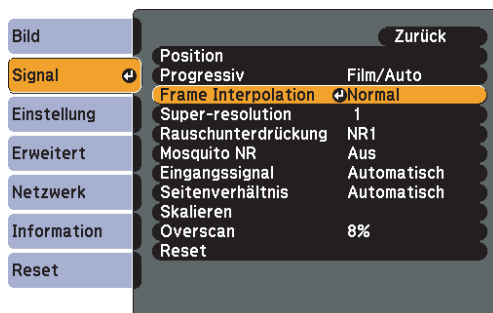 Bild
Signal
Einstellung
Erweitert
Netzwerk
Information
Reset
Zurück
Position
Progressiv Film/Auto
Frame Interpolation Normal
Super-resolution 1
Rauschunterdrückung NR1
Mosquito NR Aus
Eingangssignal Automatisch
Seitenverhältnis Automatisch
Skalieren
Overscan 8%
Reset